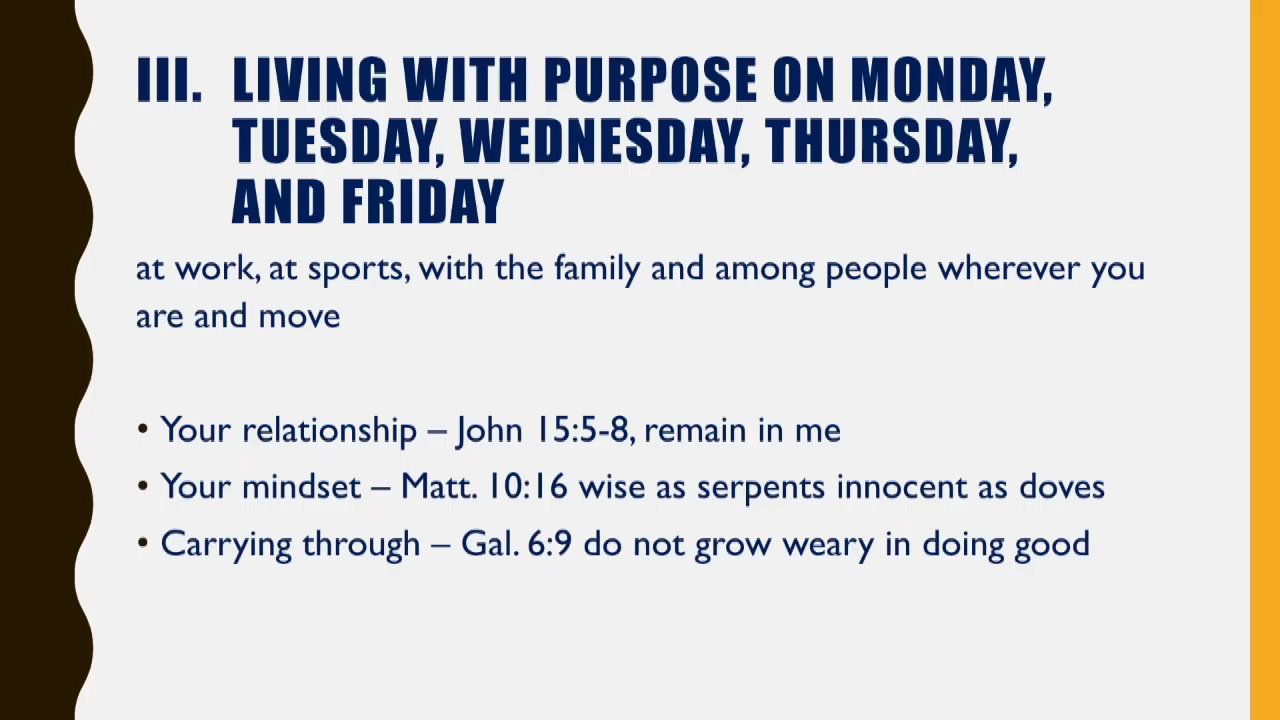 III. LIVING WITH PURPOSE ON MONDAY,
TUESDAY, WEDNESDAY, THURSDAY,
AND FRIDAY
at work, at sports, with the family and among people wherever you
are and move
• Your relationship – John 15:5-8, remain in me
• Your mindset – Matt. 10:16 wise as serpents innocent as doves
• Carrying through – Gal. 6:9 do not grow weary in doing good